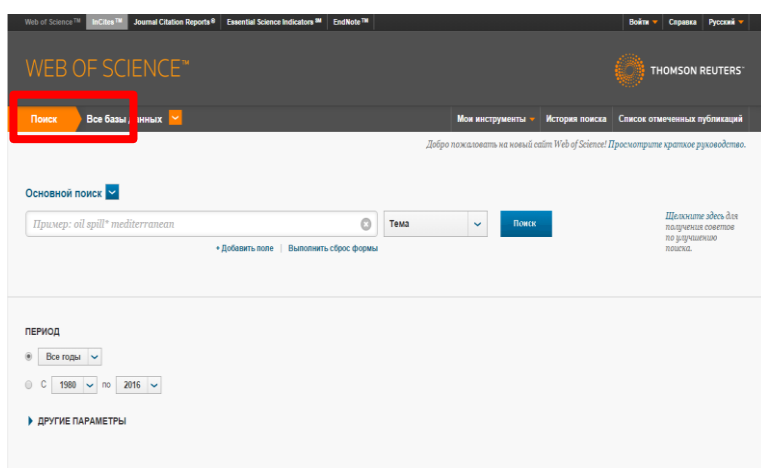 Web of Science™ InCites™ Journal Citation Reports® Essential Science Indicators℠ EndNote™ Войти Справка Русский
WEB OF SCIENCE™
THOMSON REUTERS™
Поиск Все базы данных Мои инструменты История поиска Список отмеченных публикаций
Добро пожаловать на новый сайт Web of Science! Просмотрите краткое руководство.
Основной поиск
Пример: oil spill* mediterranean Тема Поиск
Щелкните здесь для
получения советов
по улучшению
поиска.
+ Добавить поле | Выполнить сброс формы
ПЕРИОД
Все годы
С 1980 по 2016
ДРУГИЕ ПАРАМЕТРЫ